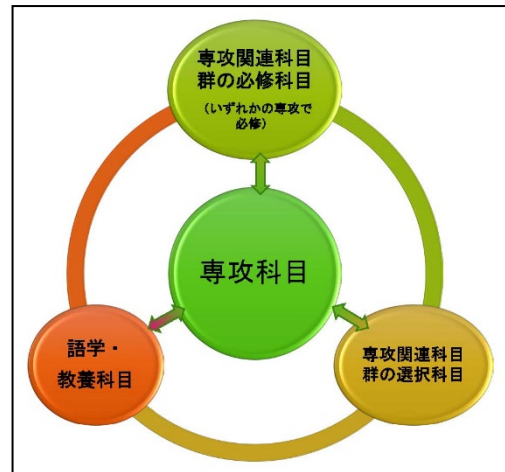 専攻関連科目
群の必修科目
(いずれかの専攻で
必修)
専攻科目
語学・
教養科目
専攻関連科目
群の選択科目